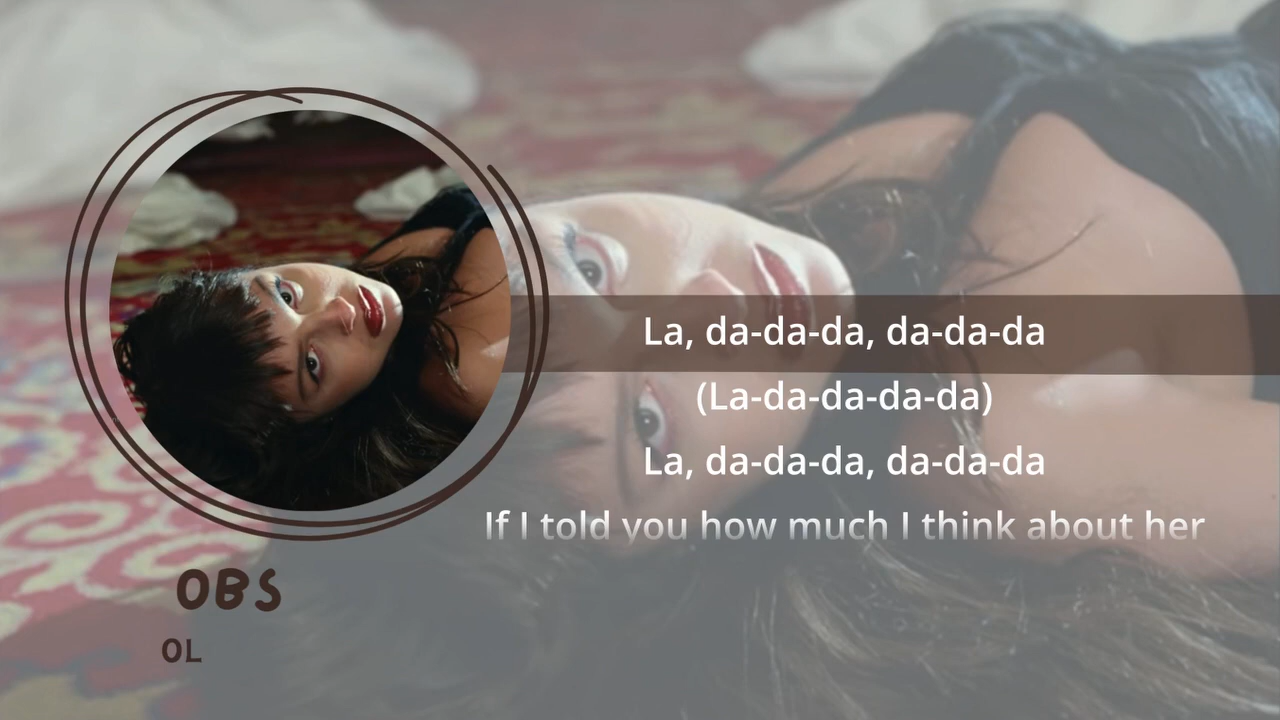 La, da-da-da, da-da-da
(La-da-da-da-da)
La, da-da-da, da-da-da
If I told you how much I think about her
OBS
OL